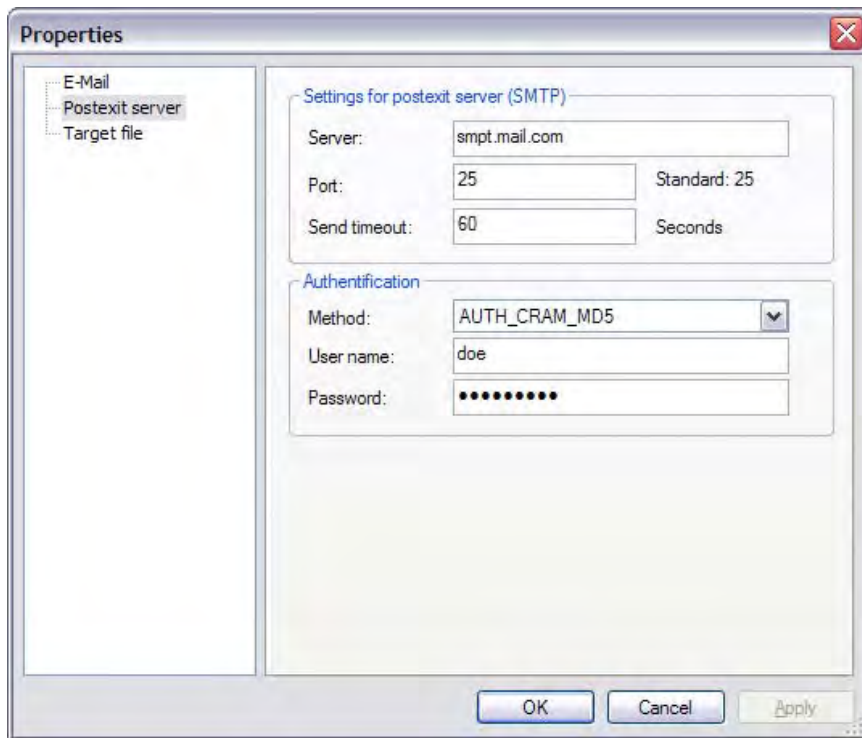 Properties
E-Mail
Postexit server
Target file
Settings for postexit server (SMTP)
Server: smpt.mail.com
Port: 25 Standard: 25
Send timeout: 60 Seconds
Authentification
Method: AUTH_CRAM_MD5
User name: doe
Password: •••••••••
OK Cancel Apply